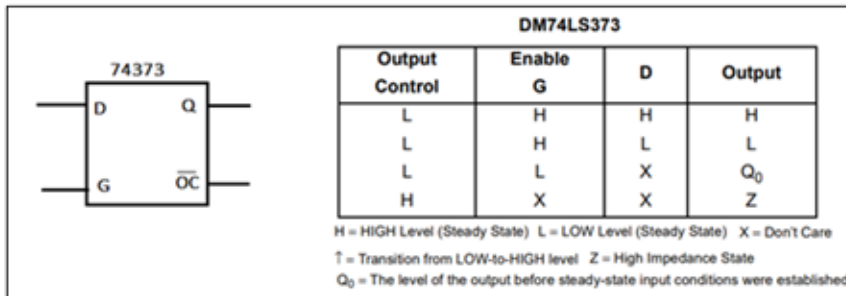 DM74LS373
74373
D Q
G OC
Output Control Enable G D Output
L H H H
L H L L
L L X Q₀
H X X Z
H = HIGH Level (Steady State) L = LOW Level (Steady State) X = Don't Care
↑ = Transition from LOW-to-HIGH level Z = High Impedance State
Q₀ = The level of the output before steady-state input conditions were established